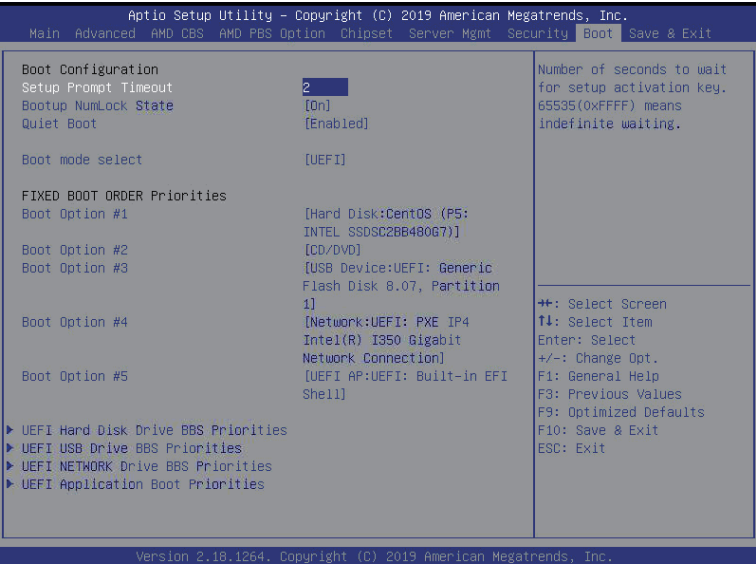 Aptio Setup Utility – Copyright (C) 2019 American Megatrends, Inc.
Main Advanced AMD CBS AMD PBS Option Chipset Server Mgmt Security Boot Save & Exit
Boot Configuration
Setup Prompt Timeout 2
Bootup NumLock State [On]
Quiet Boot [Enabled]
Boot mode select [UEFI]
FIXED BOOT ORDER Priorities
Boot Option #1 [Hard Disk:CentOS (P5:
INTEL SSDSC2BB480G7)]
Boot Option #2 [CD/DVD]
Boot Option #3 [USB Device:UEFI: Generic
Flash Disk 8.07, Partition
1]
Boot Option #4 [Network:UEFI: PXE IP4
Intel(R) I350 Gigabit
Network Connection]
Boot Option #5 [UEFI AP:UEFI: Built-in EFI
Shell]
UEFI Hard Disk Drive BBS Priorities
UEFI USB Drive BBS Priorities
UEFI NETWORK Drive BBS Priorities
UEFI Application Boot Priorities
Number of seconds to wait
for setup activation key.
65535(0xFFFF) means
indefinite waiting.
→←: Select Screen
↑↓: Select Item
Enter: Select
+/-: Change Opt.
F1: General Help
F3: Previous Values
F9: Optimized Defaults
F10: Save & Exit
ESC: Exit
Version 2.18.1264. Copyright (C) 2019 American Megatrends, Inc.